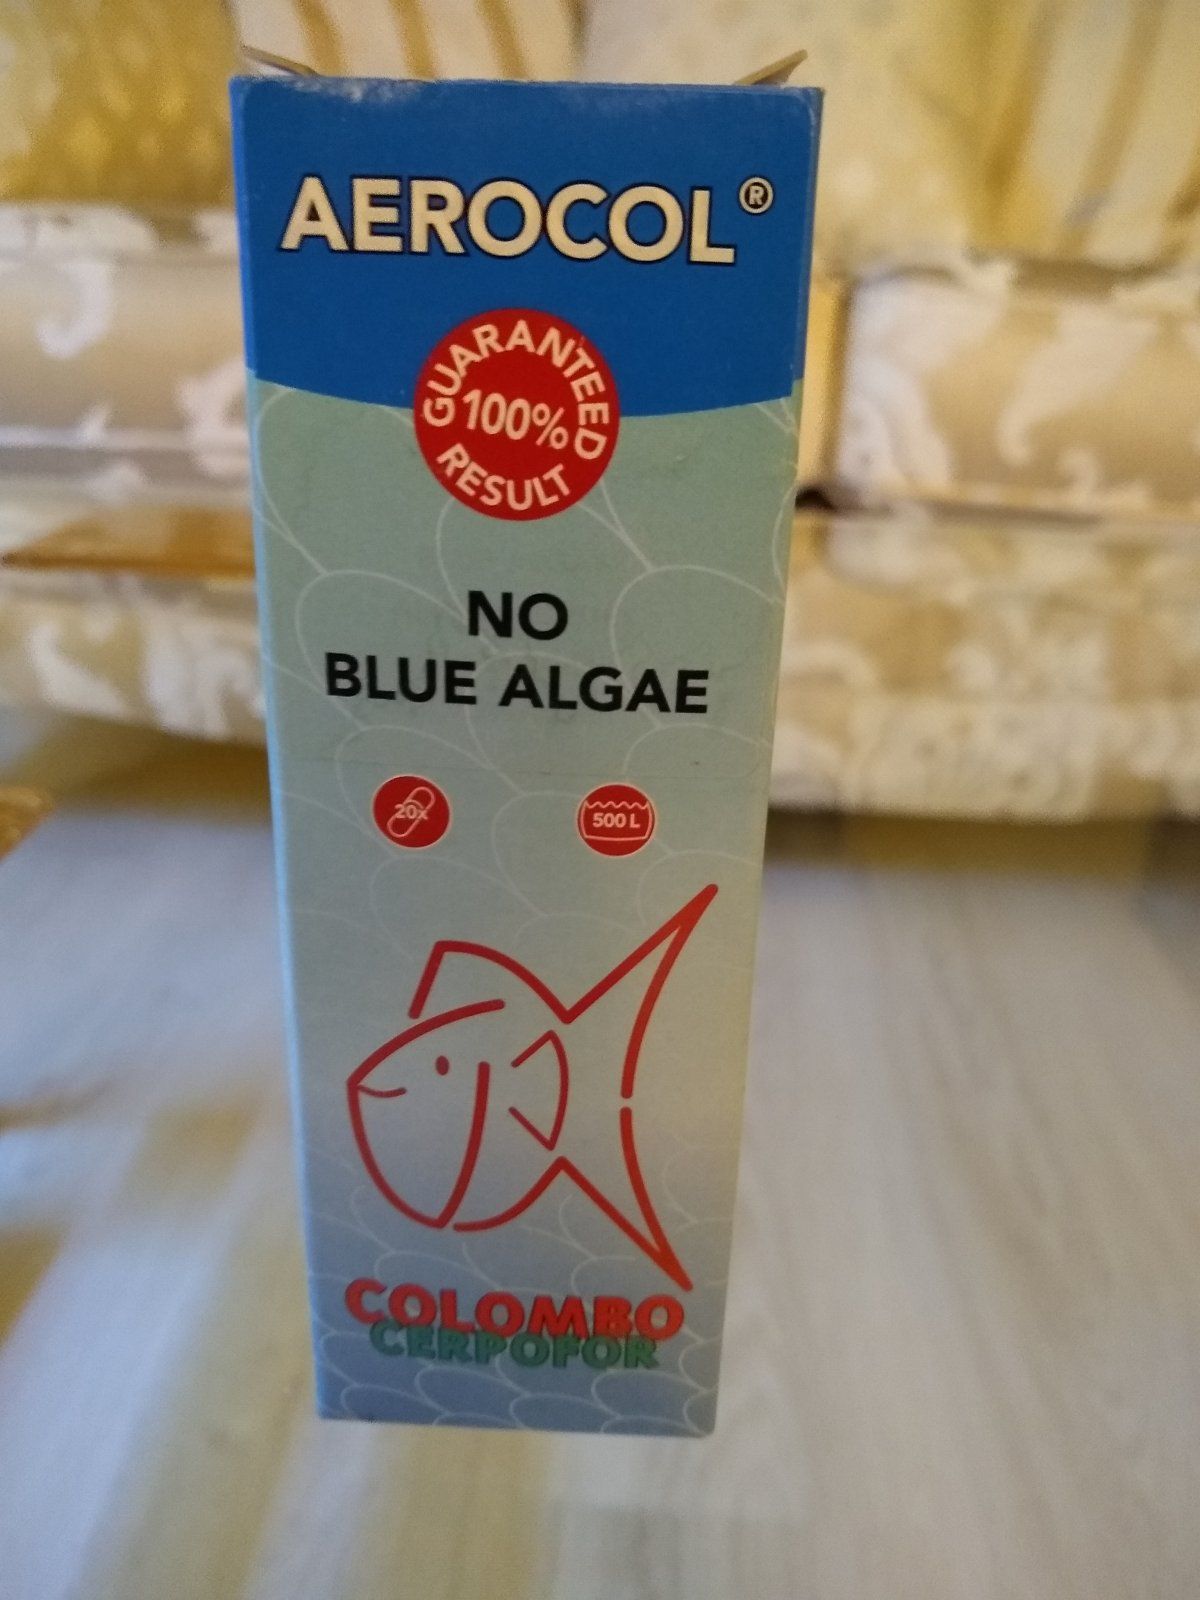 AEROCOL®
GUARANTEED
100%
RESULT
NO
BLUE ALGAE
20x
500 L
COLOMBO
CERPOFOR